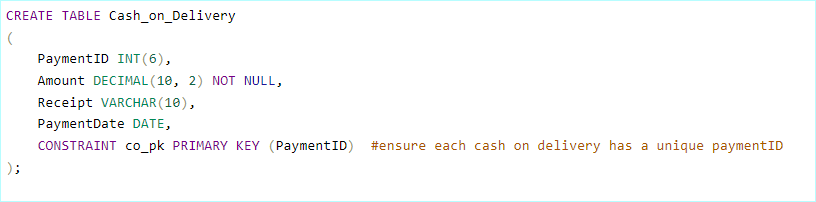 CREATE TABLE Cash_on_Delivery
(
    PaymentID INT(6),
    Amount DECIMAL(10, 2) NOT NULL,
    Receipt VARCHAR(10),
    PaymentDate DATE,
    CONSTRAINT co_pk PRIMARY KEY (PaymentID)  #ensure each cash on delivery has a unique paymentID
);